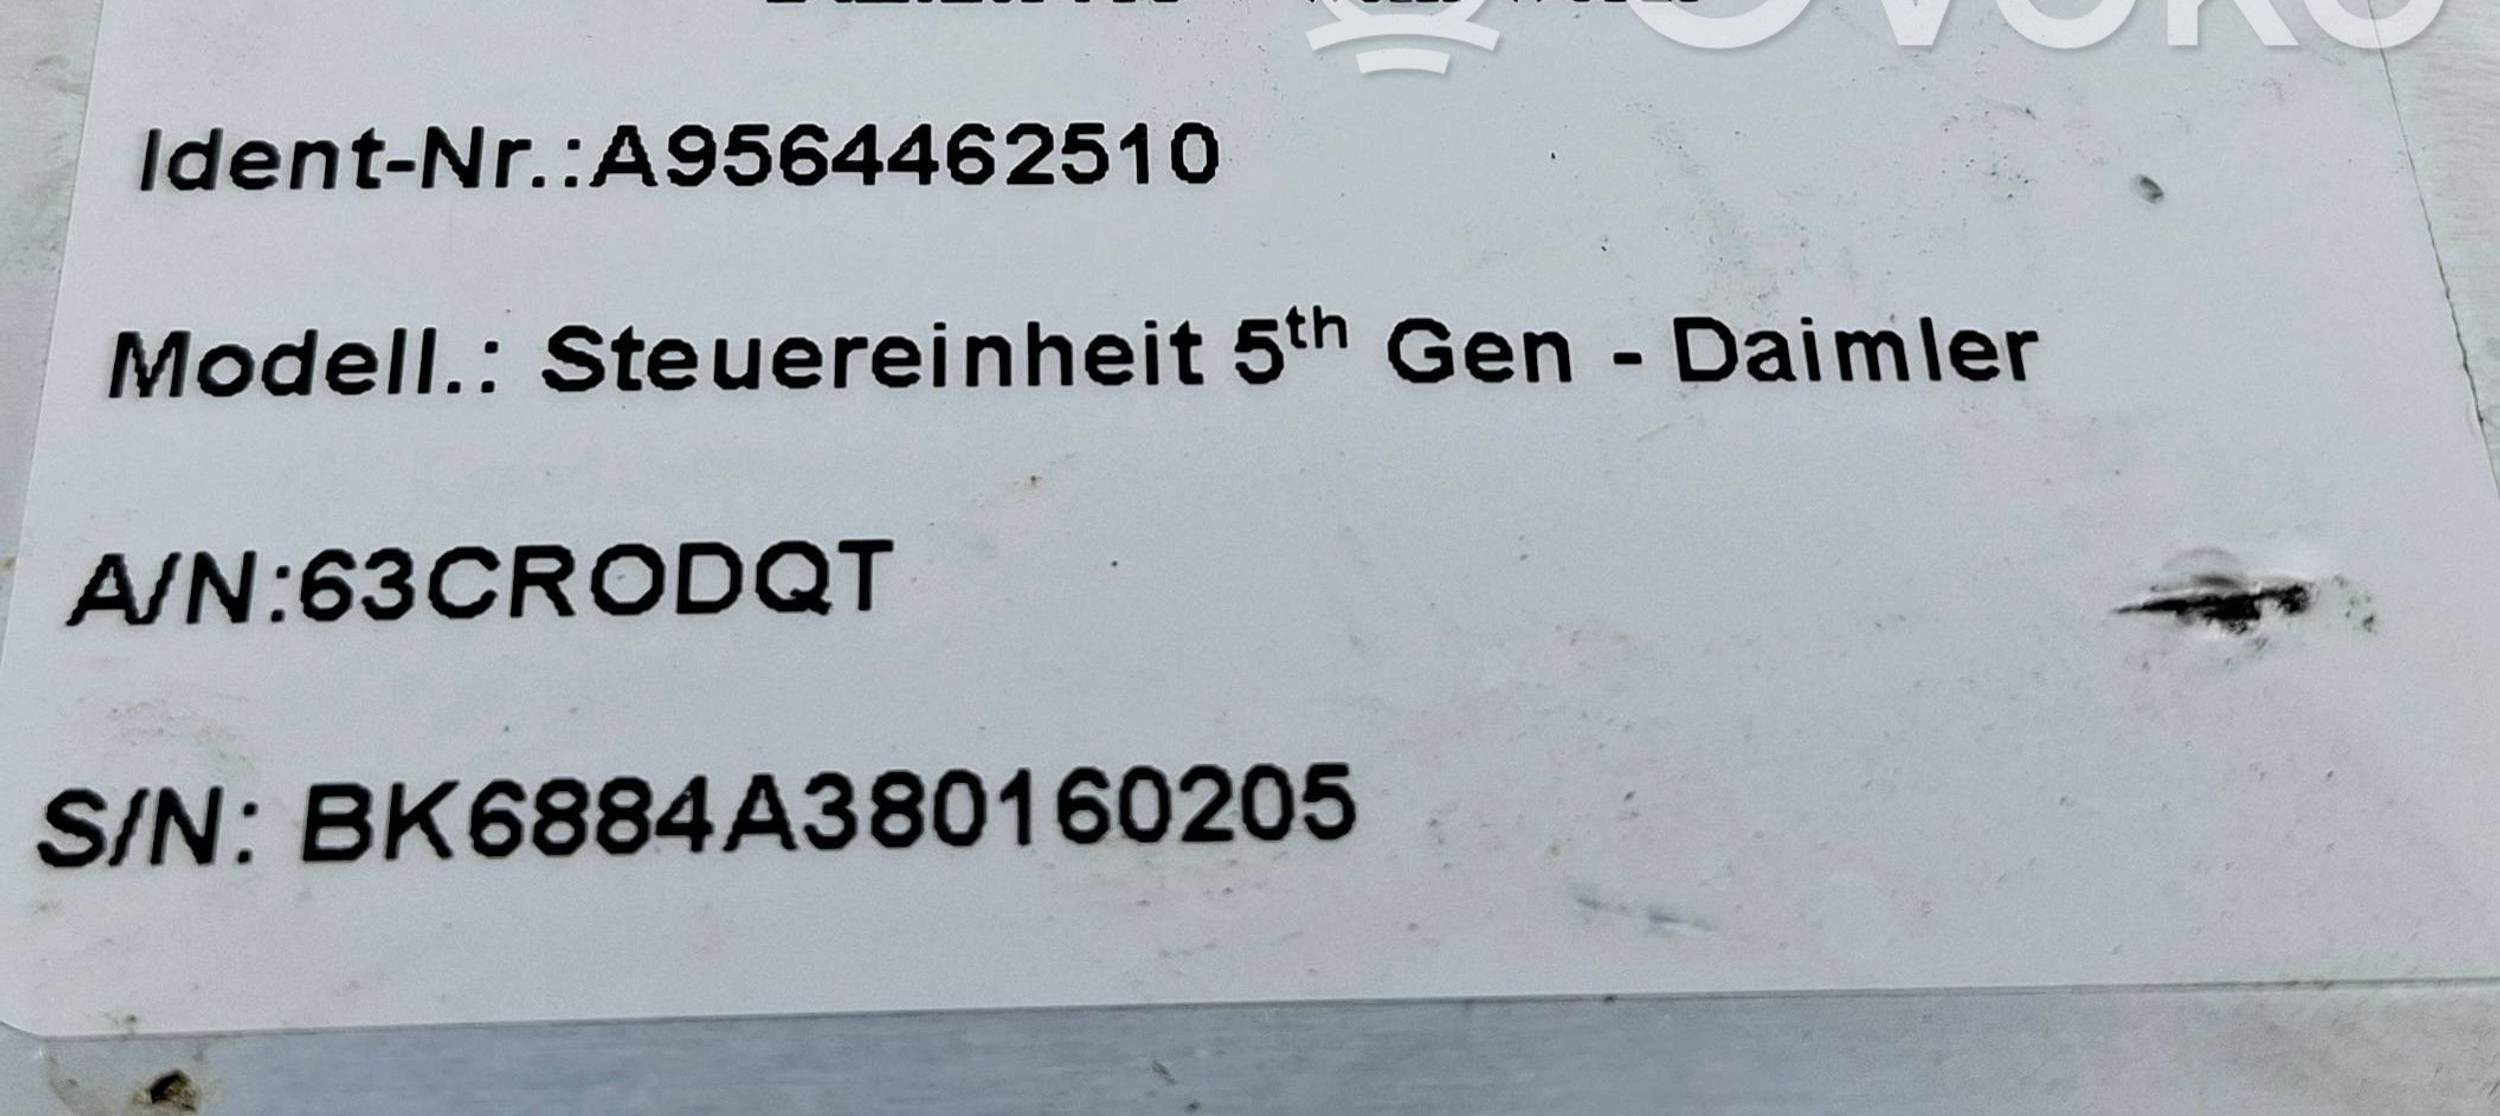 Ident-Nr.:A9564462510
Modell.: Steuereinheit 5th Gen - Daimler
A/N:63CRODQT
S/N: BK6884A380160205